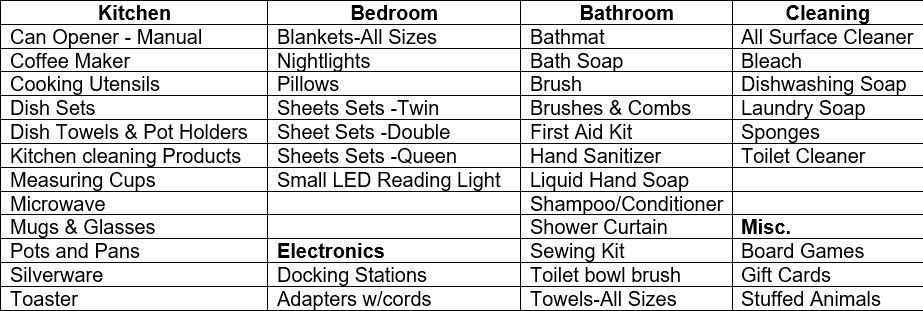 Kitchen Bedroom Bathroom Cleaning
Can Opener - Manual Blankets-All Sizes Bathmat All Surface Cleaner
Coffee Maker Nightlights Bath Soap Bleach
Cooking Utensils Pillows Brush Dishwashing Soap
Dish Sets Sheets Sets -Twin Brushes & Combs Laundry Soap
Dish Towels & Pot Holders Sheet Sets -Double First Aid Kit Sponges
Kitchen cleaning Products Sheets Sets -Queen Hand Sanitizer Toilet Cleaner
Measuring Cups Small LED Reading Light Liquid Hand Soap
Microwave Shampoo/Conditioner
Mugs & Glasses Shower Curtain Misc.
Pots and Pans Electronics Sewing Kit Board Games
Silverware Docking Stations Toilet bowl brush Gift Cards
Toaster Adapters w/cords Towels-All Sizes Stuffed Animals